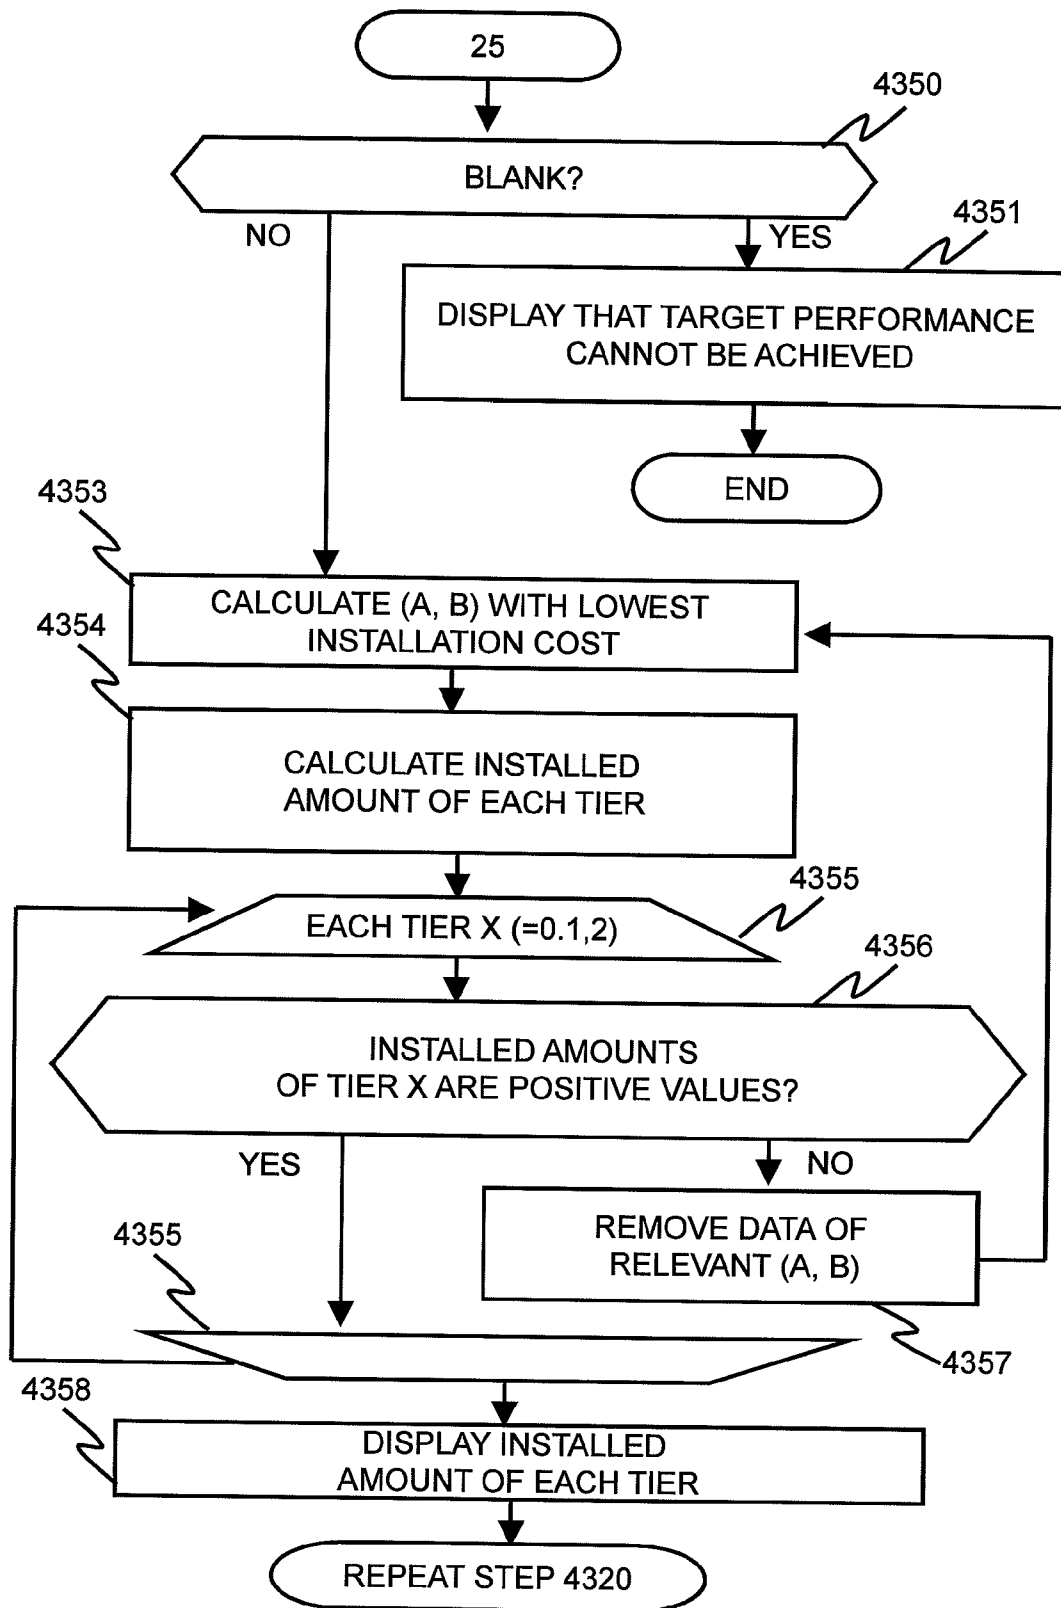 25
4350
BLANK?
NO
YES
4351
DISPLAY THAT TARGET PERFORMANCE
CANNOT BE ACHIEVED
END
4353
CALCULATE (A, B) WITH LOWEST
INSTALLATION COST
4354
CALCULATE INSTALLED
AMOUNT OF EACH TIER
4355
EACH TIER X (=0.1,2)
4356
INSTALLED AMOUNTS
OF TIER X ARE POSITIVE VALUES?
YES
NO
REMOVE DATA OF
RELEVANT (A, B)
4355
4357
4358
DISPLAY INSTALLED
AMOUNT OF EACH TIER
REPEAT STEP 4320